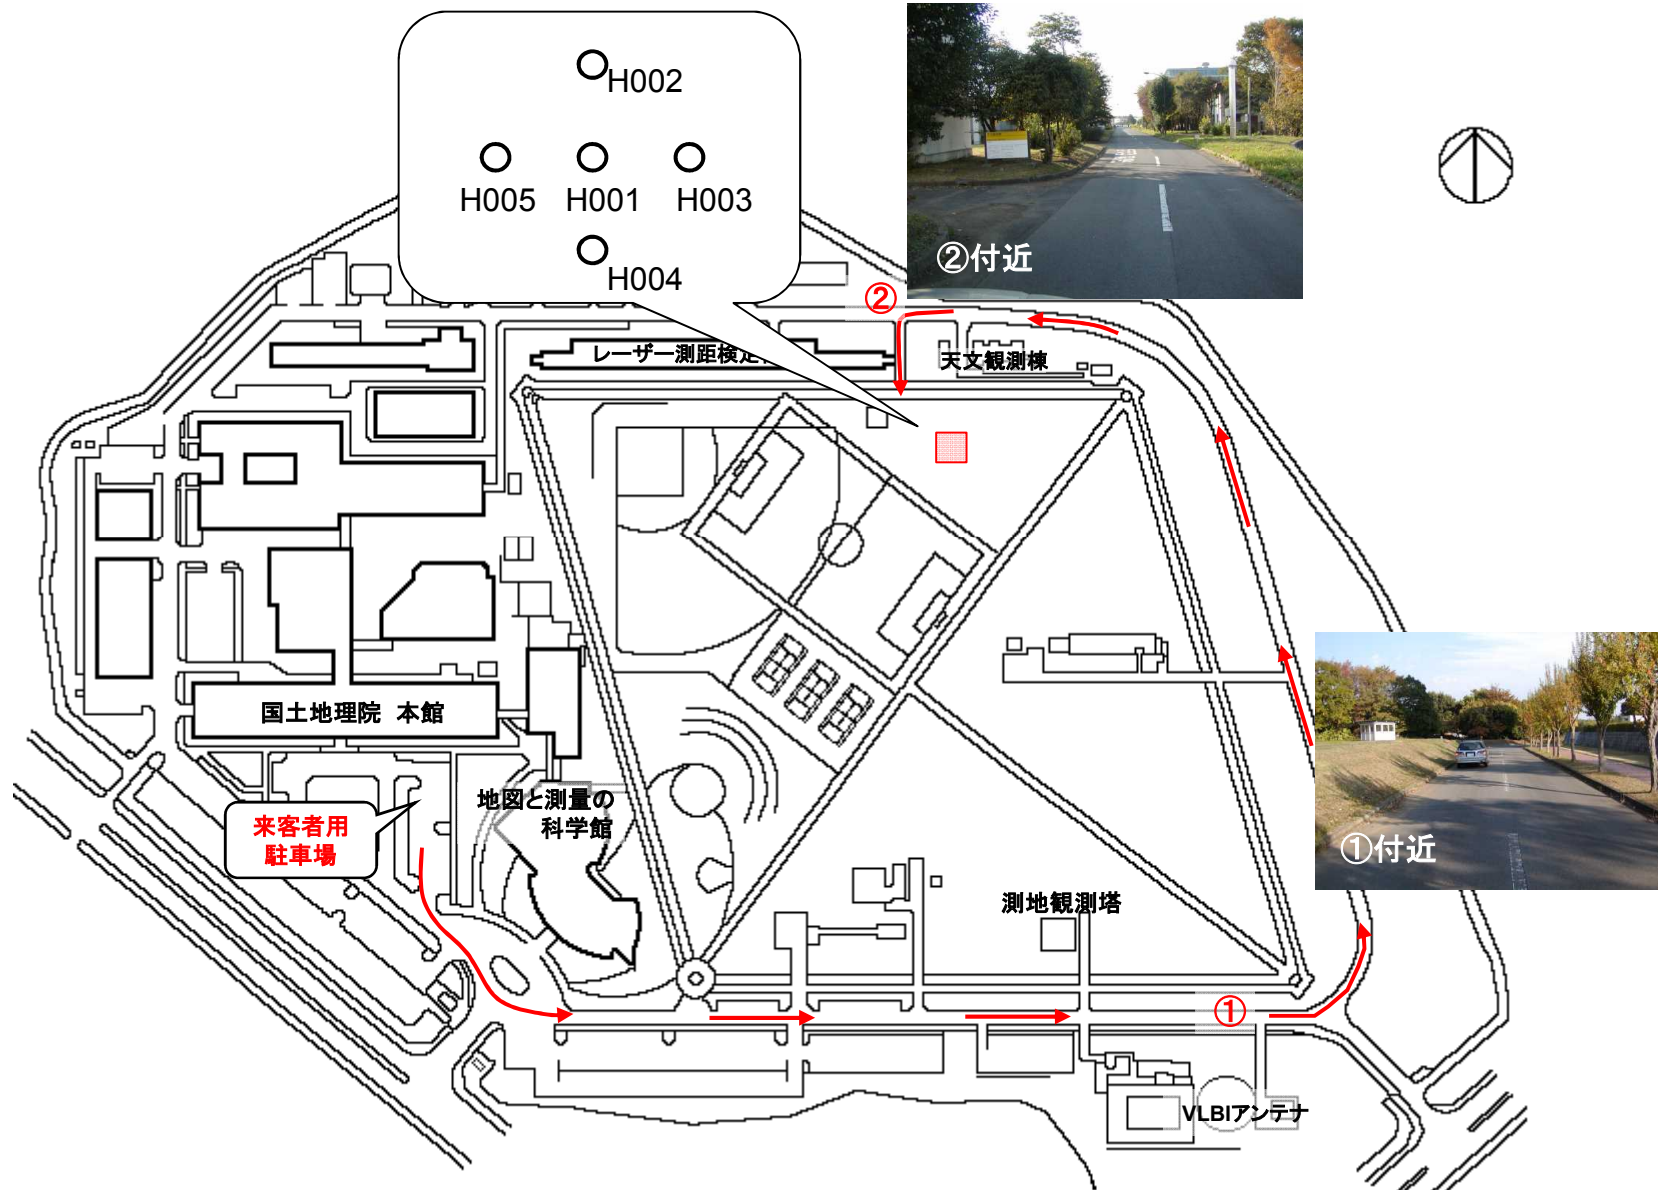 H002
H005
H001
H003
H004
②付近
②
レーザー測距検定
天文観測棟
国土地理院 本館
来客者用
駐車場
地図と測量の
科学館
①付近
測地観測塔
①
VLBIアンテナ